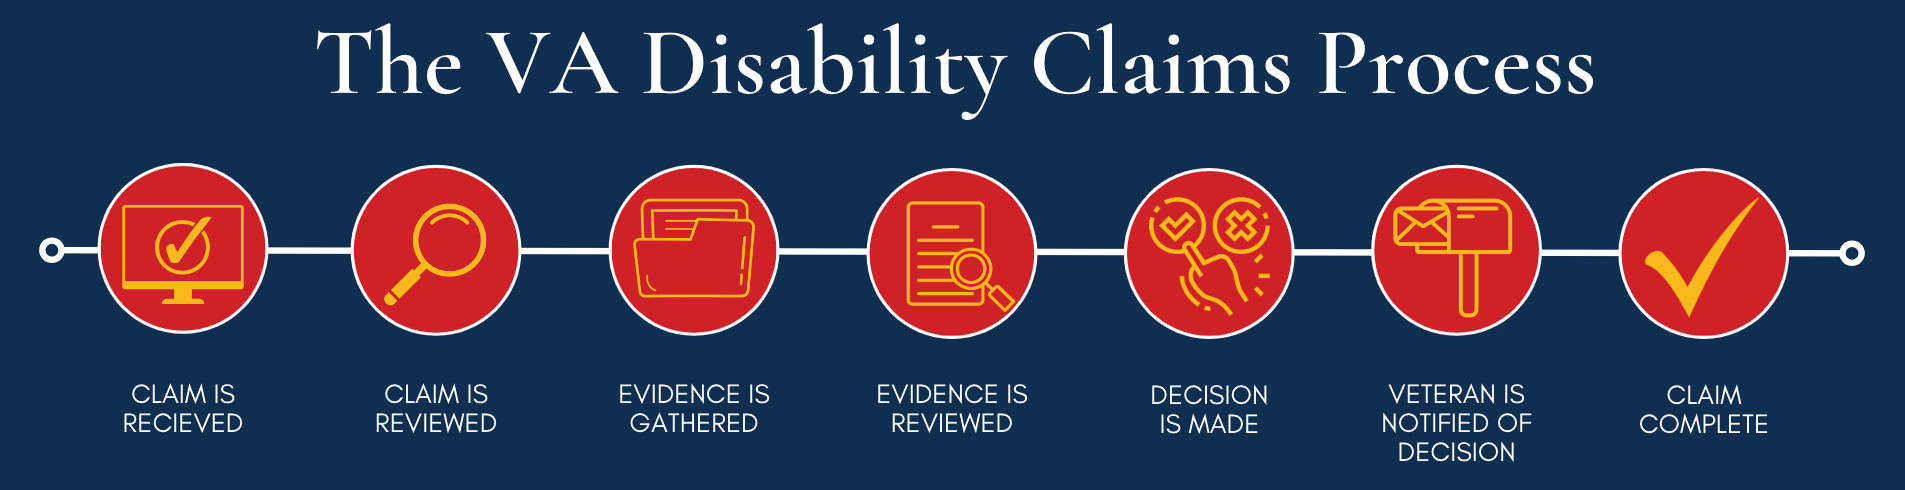 The VA Disability Claims Process
CLAIM IS
RECIEVED
CLAIM IS
REVIEWED
EVIDENCE IS
GATHERED
EVIDENCE IS
REVIEWED
DECISION
IS MADE
VETERAN IS
NOTIFIED OF
DECISION
CLAIM
COMPLETE